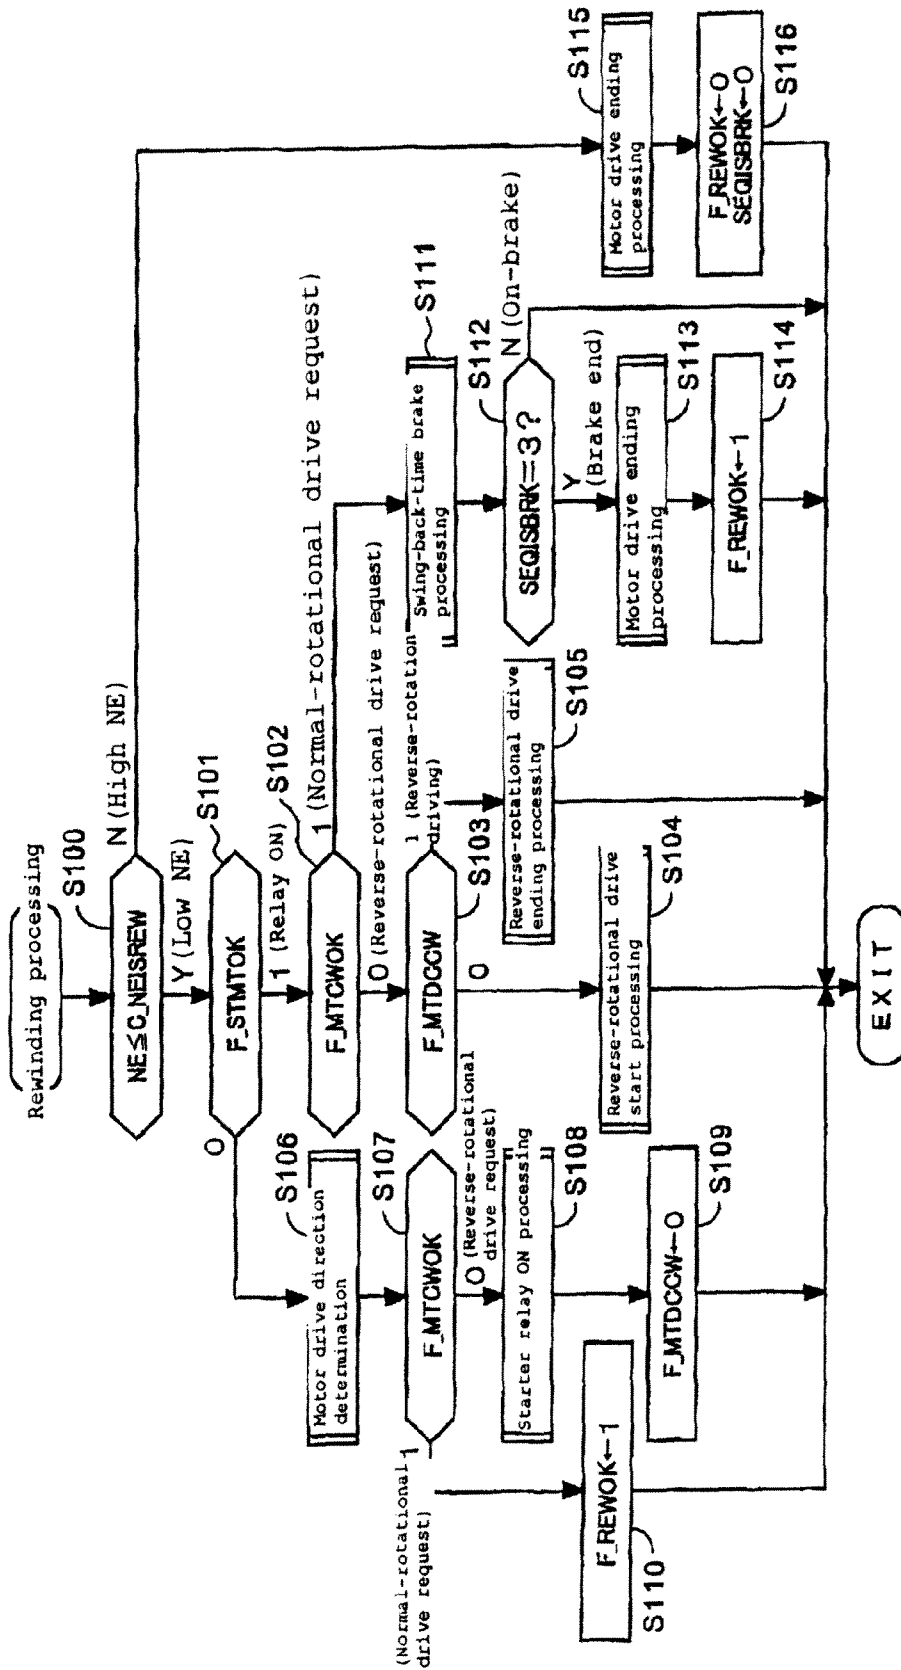 Rewinding processing
S100
NE≦C_NEISREW
N (High NE)
Y (Low NE)
S101
F_STMTOK
0
1 (Relay ON)
S102
F_MTCWOK
1 (Normal-rotational drive request)
0 (Reverse-rotational drive request)
F_MTDCCW
S103
1 (Reverse-rotation
driving)
0
Reverse-rotational drive
start processing
S104
Reverse-rotational drive
ending processing
S105
S106
Motor drive direction
determination
S107
F_MTCWOK
1
(Normal-rotational
drive request)
0 (Reverse-rotational
drive request)
Starter relay ON processing
S108
F_MTDCCW←0
S109
F_REWOK←1
S110
Swing-back-time brake
processing
S111
S112
SEQISBRK=3?
N (On-brake)
Y
(Brake end)
Motor drive ending
processing
S113
F_REWOK←1
S114
S115
Motor drive ending
processing
F_REWOK←0
SEQISBRK←0
S116
EXIT